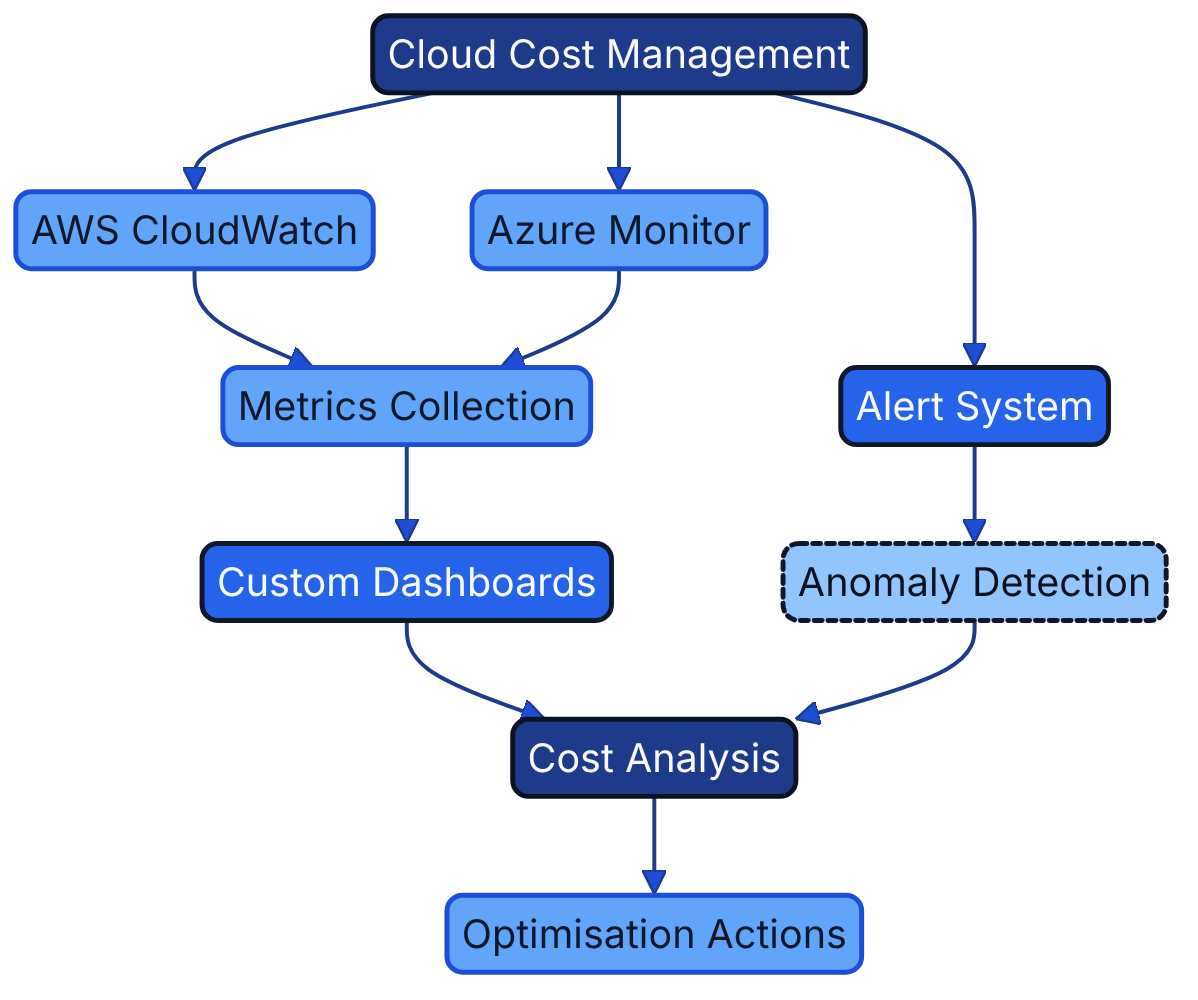 Cloud Cost Management
AWS CloudWatch
Azure Monitor
Metrics Collection
Alert System
Custom Dashboards
Anomaly Detection
Cost Analysis
Optimisation Actions